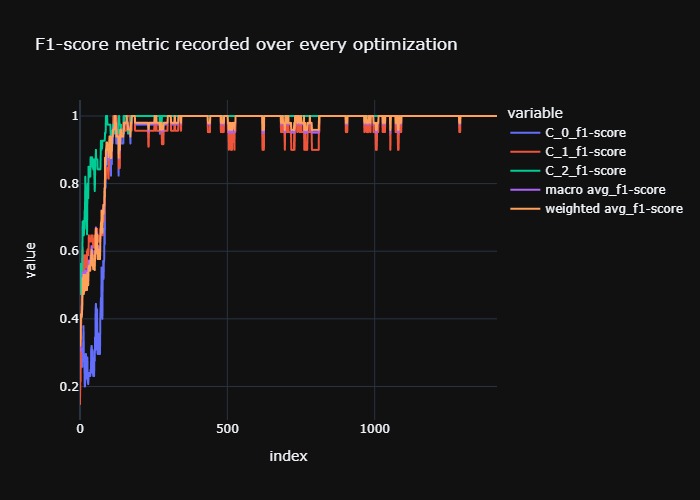 F1-score metric recorded over every optimization
1
0.8
0.6
0.4
0.2
value
0
500
1000
index
variable
C_0_f1-score
C_1_f1-score
C_2_f1-score
macro avg_f1-score
weighted avg_f1-score